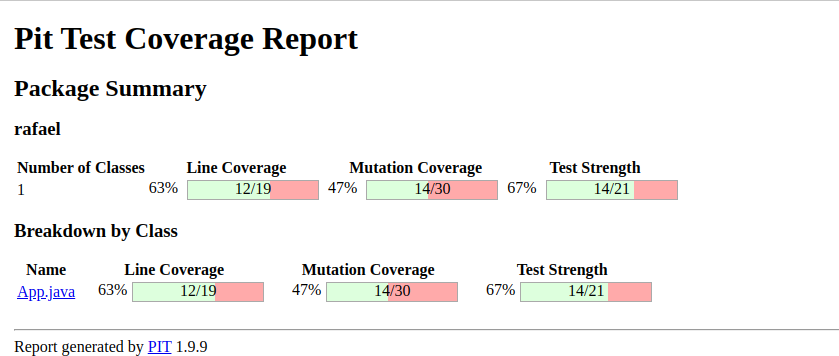 Pit Test Coverage Report
Package Summary
rafael
Number of Classes Line Coverage Mutation Coverage Test Strength
1 63% 12/19 47% 14/30 67% 14/21
Breakdown by Class
Name Line Coverage Mutation Coverage Test Strength
App.java 63% 12/19 47% 14/30 67% 14/21
Report generated by PIT 1.9.9